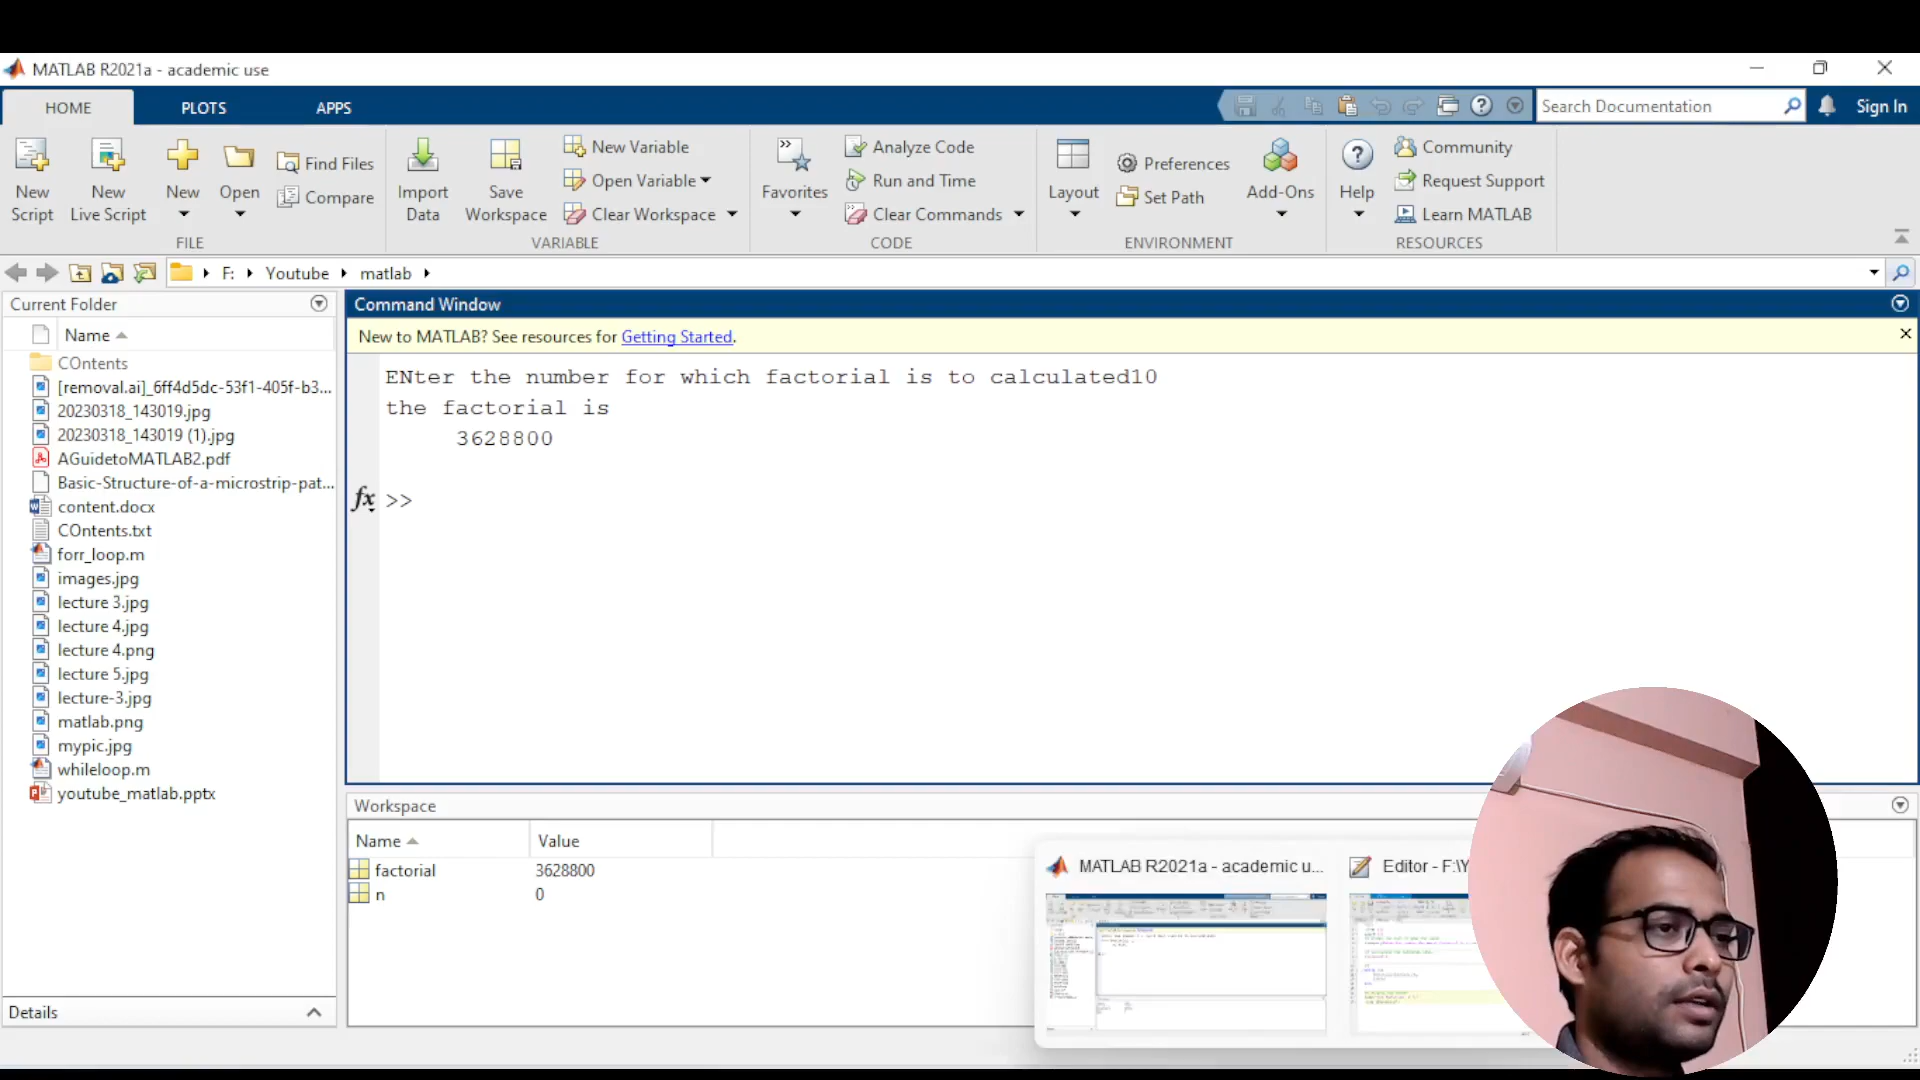 MATLAB R2021a - academic use
HOME PLOTS APPS
Search Documentation
Sign In
New Script
New Live Script
New
Open
Find Files
Compare
FILE
Import Data
Save Workspace
New Variable
Open Variable
Clear Workspace
VARIABLE
Favorites
Analyze Code
Run and Time
Clear Commands
CODE
Layout
Preferences
Set Path
Add-Ons
ENVIRONMENT
Help
Community
Request Support
Learn MATLAB
RESOURCES
F: Youtube matlab
Current Folder
Name
COntents
[removal.ai]_6ff4d5dc-53f1-405f-b3...
20230318_143019.jpg
20230318_143019 (1).jpg
AGuidetoMATLAB2.pdf
Basic-Structure-of-a-microstrip-pat...
content.docx
COntents.txt
forr_loop.m
images.jpg
lecture 3.jpg
lecture 4.jpg
lecture 4.png
lecture 5.jpg
lecture-3.jpg
matlab.png
mypic.jpg
whileloop.m
youtube_matlab.pptx
Details
Command Window
New to MATLAB? See resources for Getting Started.
ENter the number for which factorial is to calculated10
the factorial is
3628800
fx >>
Workspace
Name Value
factorial 3628800
n 0
MATLAB R2021a - academic u...
Editor - F:\Y